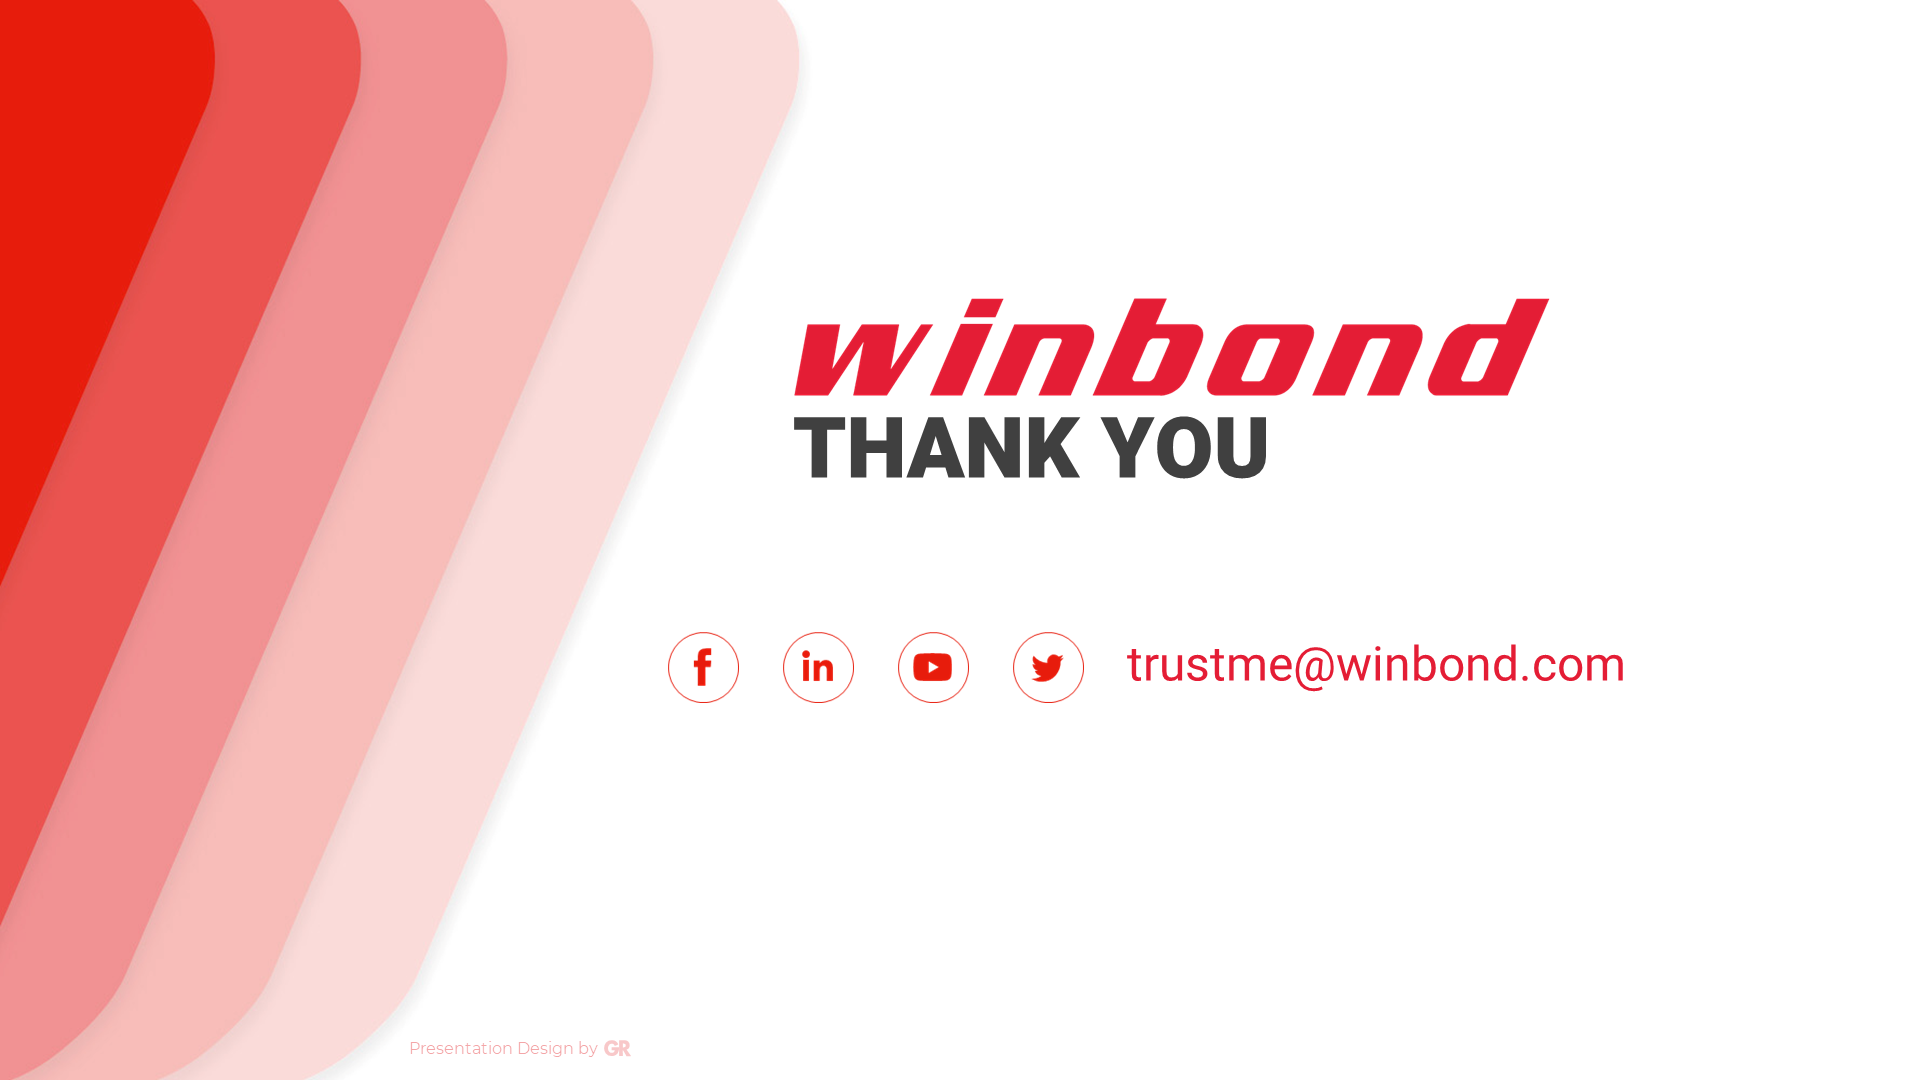 winbond
THANK YOU
trustme@winbond.com
Presentation Design by GR